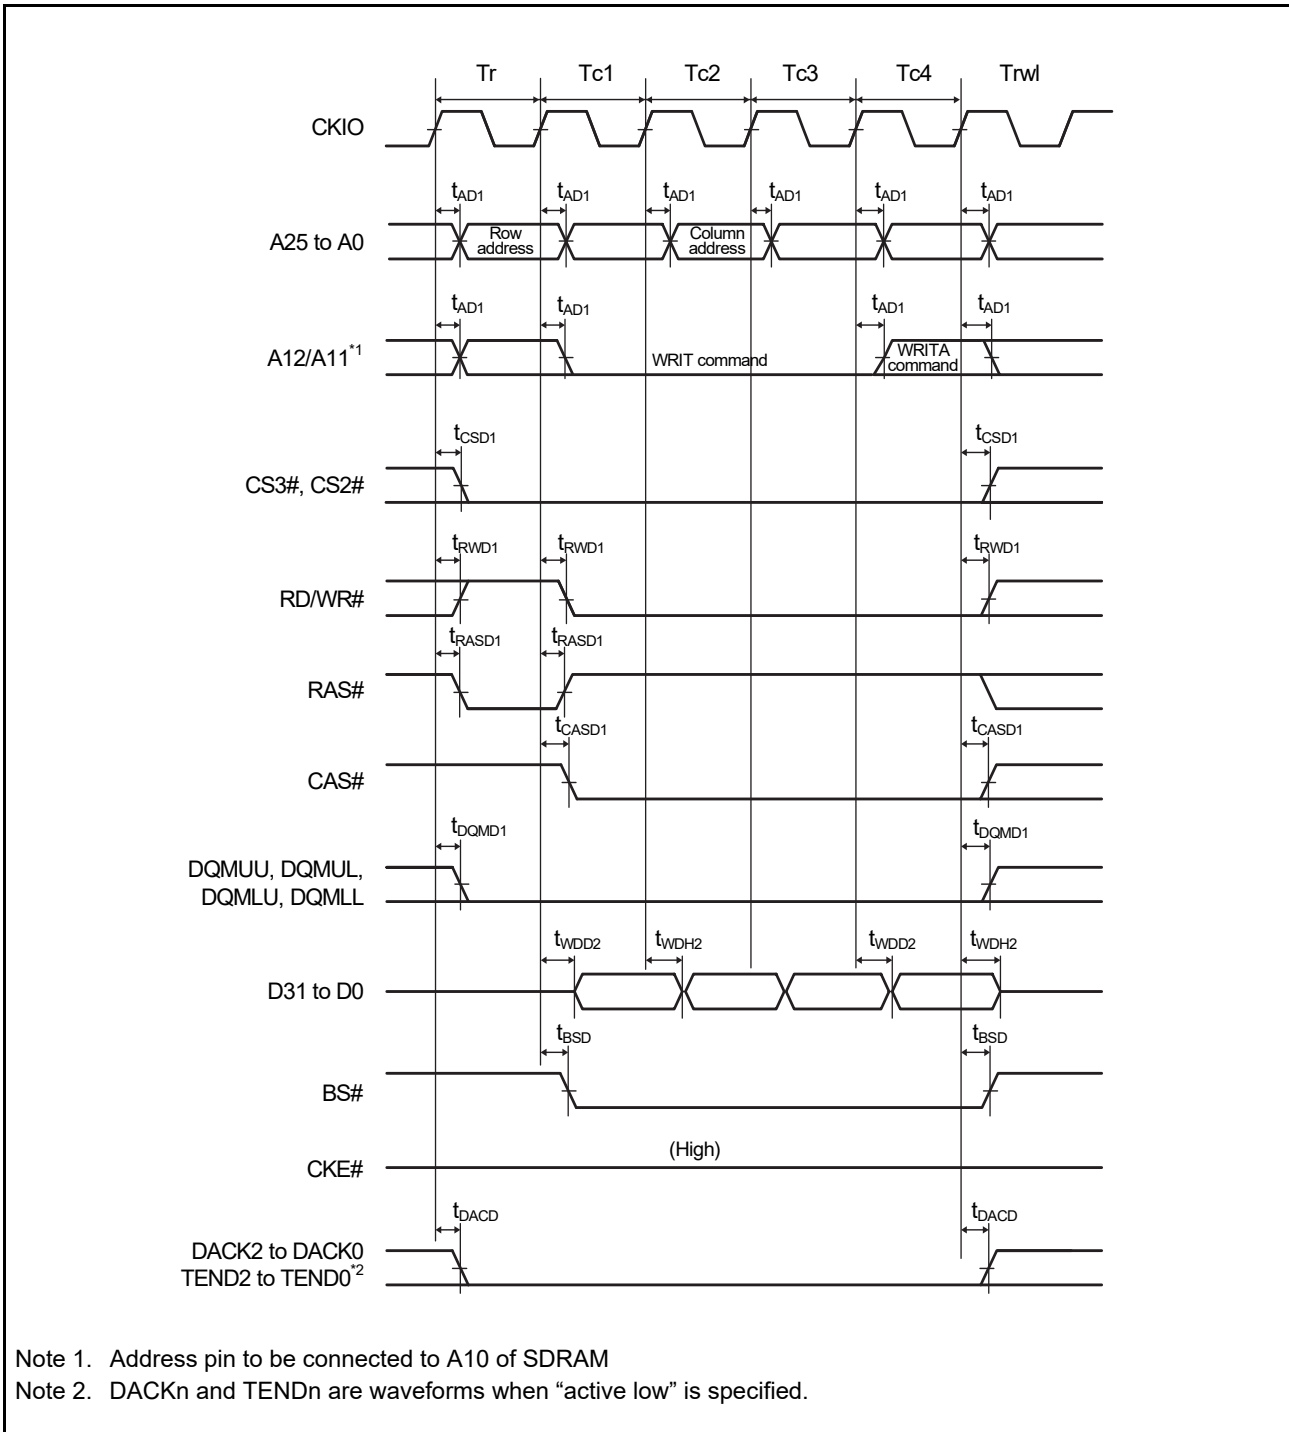 Tr Tc1 Tc2 Tc3 Tc4 Trwl
CKIO
tAD1 tAD1 tAD1 tAD1 tAD1 tAD1
A25 to A0
Row
address
Column
address
tAD1 tAD1 tAD1 tAD1
A12/A11*1
WRIT command
WRITA
command
tCSD1 tCSD1
CS3#, CS2#
tRWD1 tRWD1 tRWD1
RD/WR#
tRASD1 tRASD1
RAS#
tCASD1 tCASD1
CAS#
tDQMD1 tDQMD1
DQMUU, DQMUL,
DQMLU, DQMLL
tWDD2 tWDH2 tWDD2 tWDH2
D31 to D0
tBSD tBSD
BS#
(High)
CKE#
tDACD tDACD
DACK2 to DACK0
TEND2 to TEND0*2
Note 1. Address pin to be connected to A10 of SDRAM
Note 2. DACKn and TENDn are waveforms when “active low” is specified.